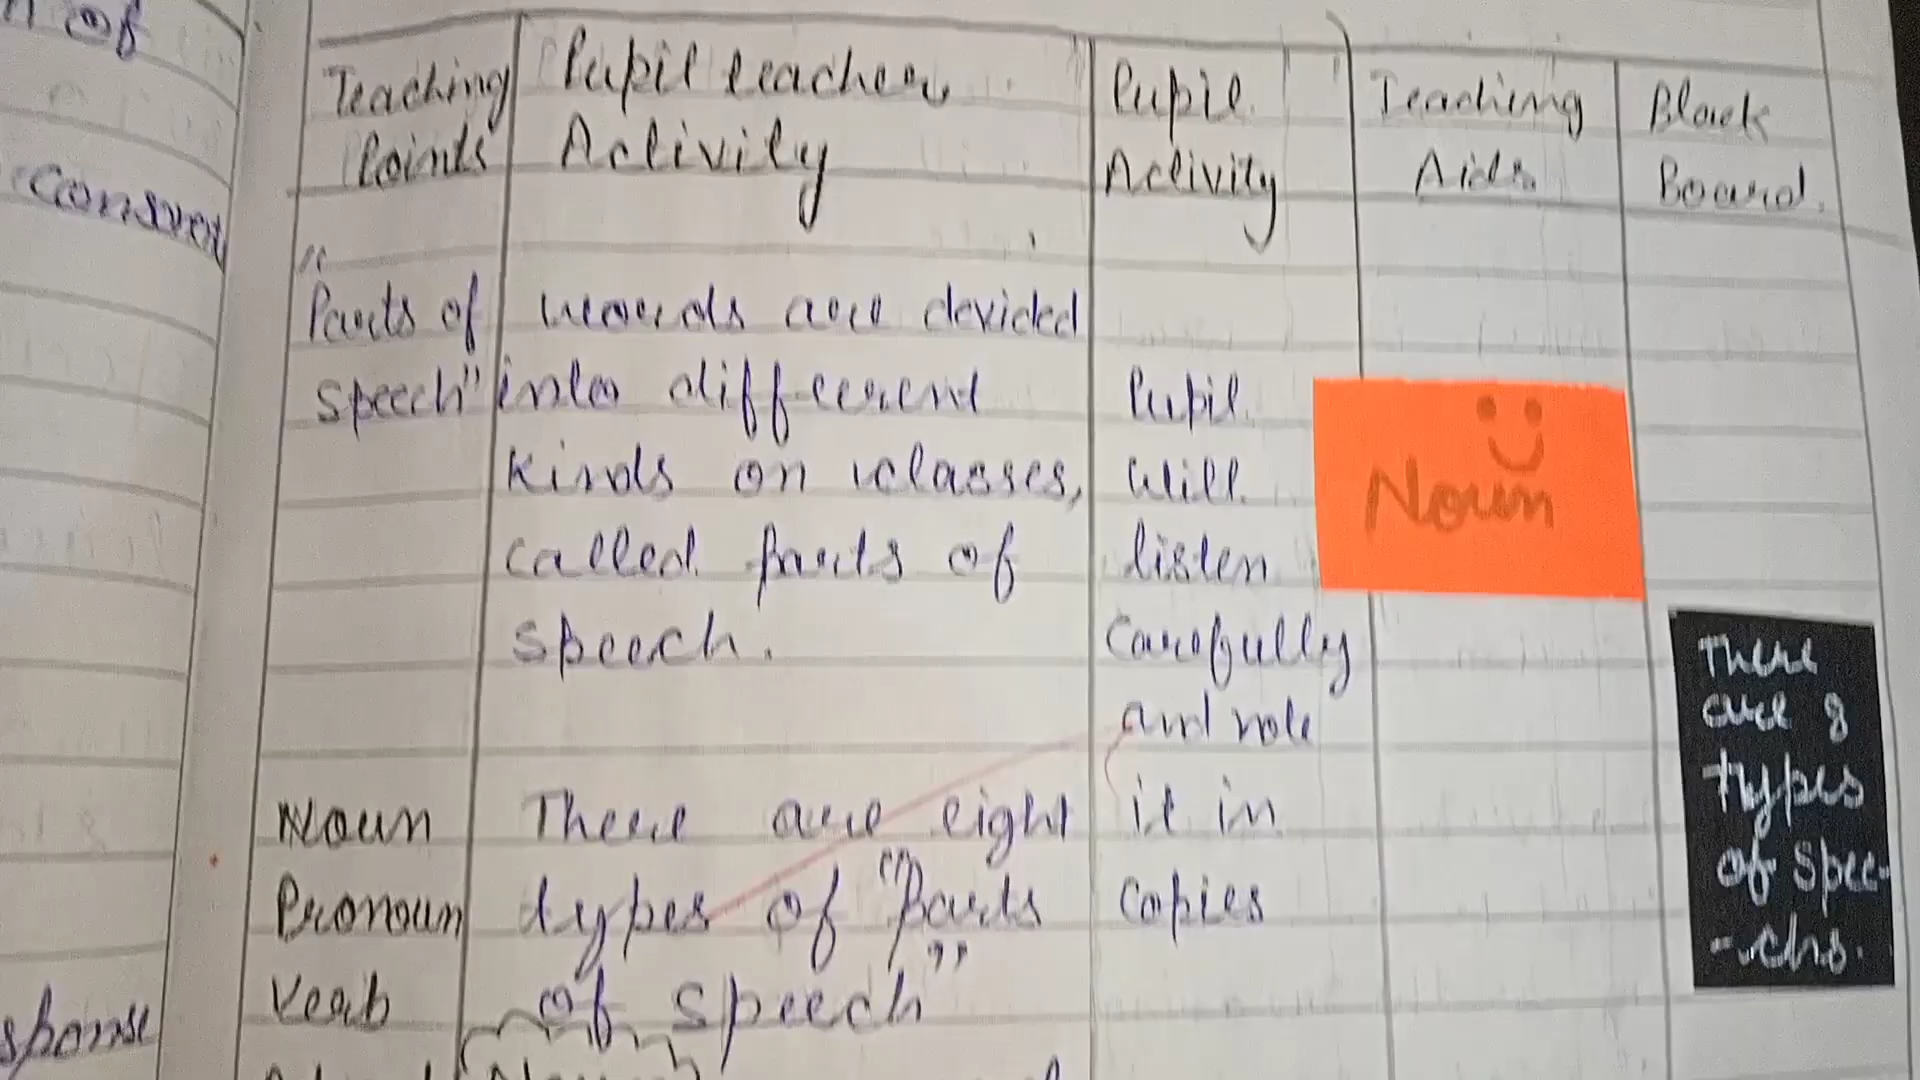 n of
Conver
sponse
Teaching Points
Pupil teacher Activity
Pupil Activity
Teaching Aids
Black Board.
"Parts of speech"
words are devided
into different
kinds or classes,
called parts of
speech.
Pupil
will
listen
carefully
and note
it in
copies
Noun
There
are 8
types
of spee-
-chs.
Noun
Pronoun
Verb
There are eight
types of "Parts
of speech"